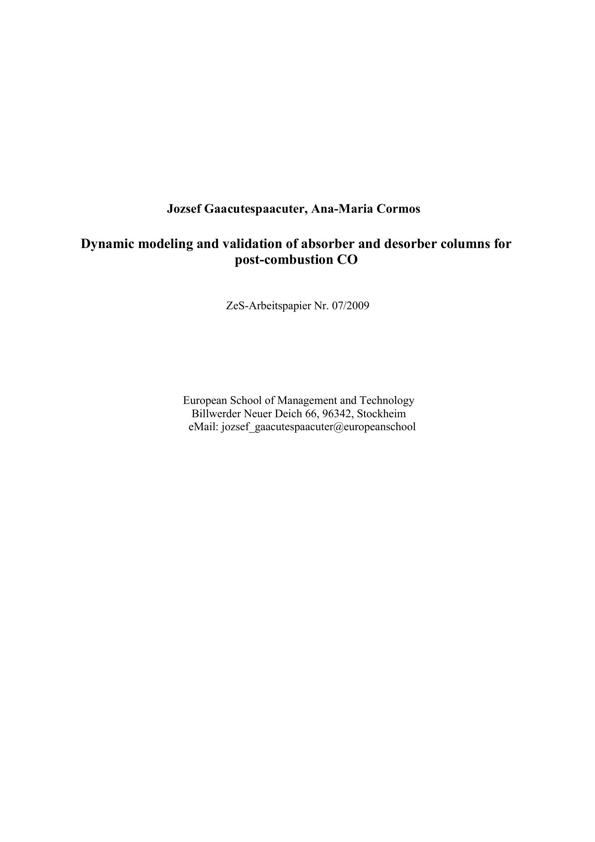 Jozsef Gaacutespaacuter, Ana-Maria Cormos
Dynamic modeling and validation of absorber and desorber columns for
post-combustion CO
ZeS-Arbeitspapier Nr. 07/2009
European School of Management and Technology
Billwerder Neuer Deich 66, 96342, Stockheim
eMail: jozsef_gaacutespaacuter@europeanschool